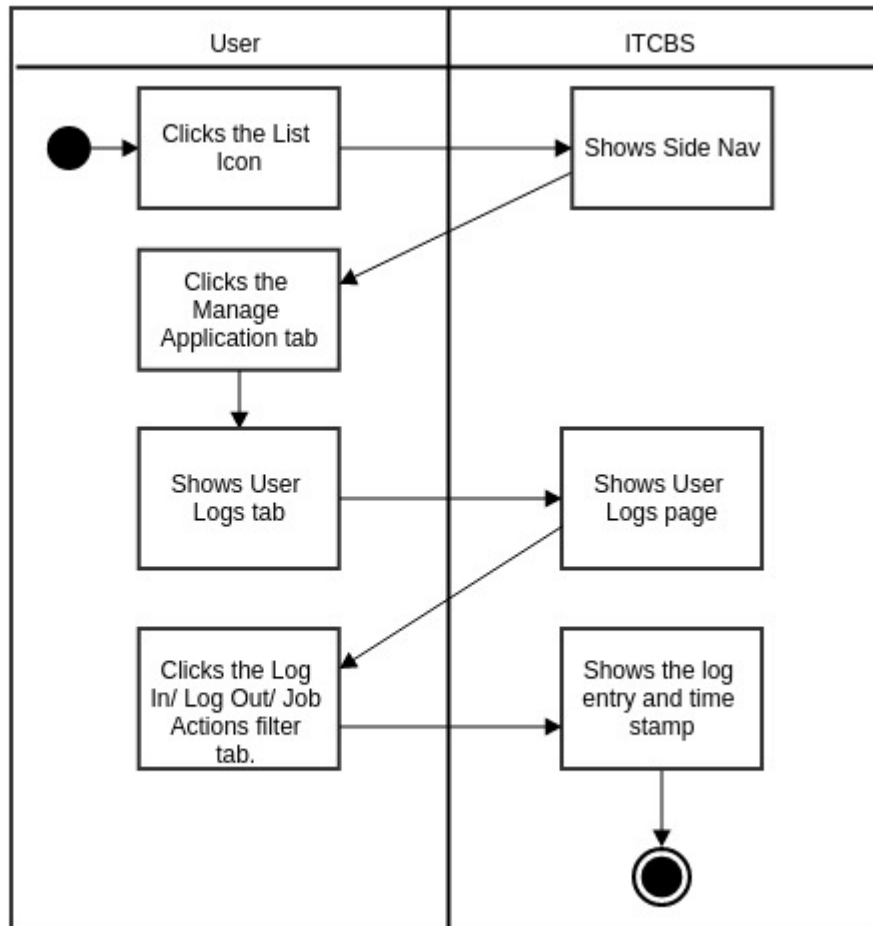 User
ITCBS
Clicks the List
Icon
Shows Side Nav
Clicks the
Manage
Application tab
Shows User
Logs tab
Shows User
Logs page
Clicks the Log
In/ Log Out/ Job
Actions filter
tab.
Shows the log
entry and time
stamp